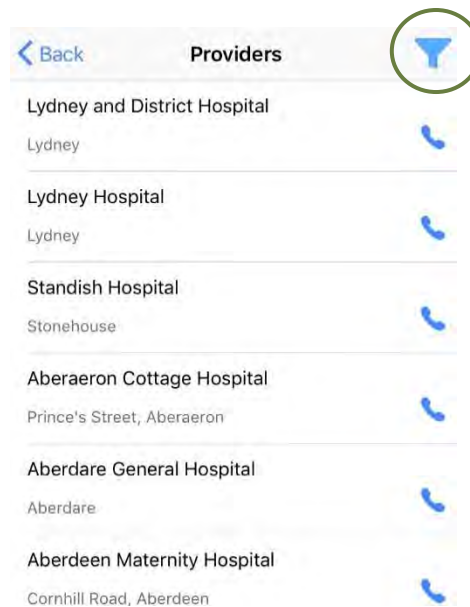 Back
Providers
Lydney and District Hospital
Lydney
Lydney Hospital
Lydney
Standish Hospital
Stonehouse
Aberaeron Cottage Hospital
Prince's Street, Aberaeron
Aberdare General Hospital
Aberdare
Aberdeen Maternity Hospital
Cornhill Road, Aberdeen